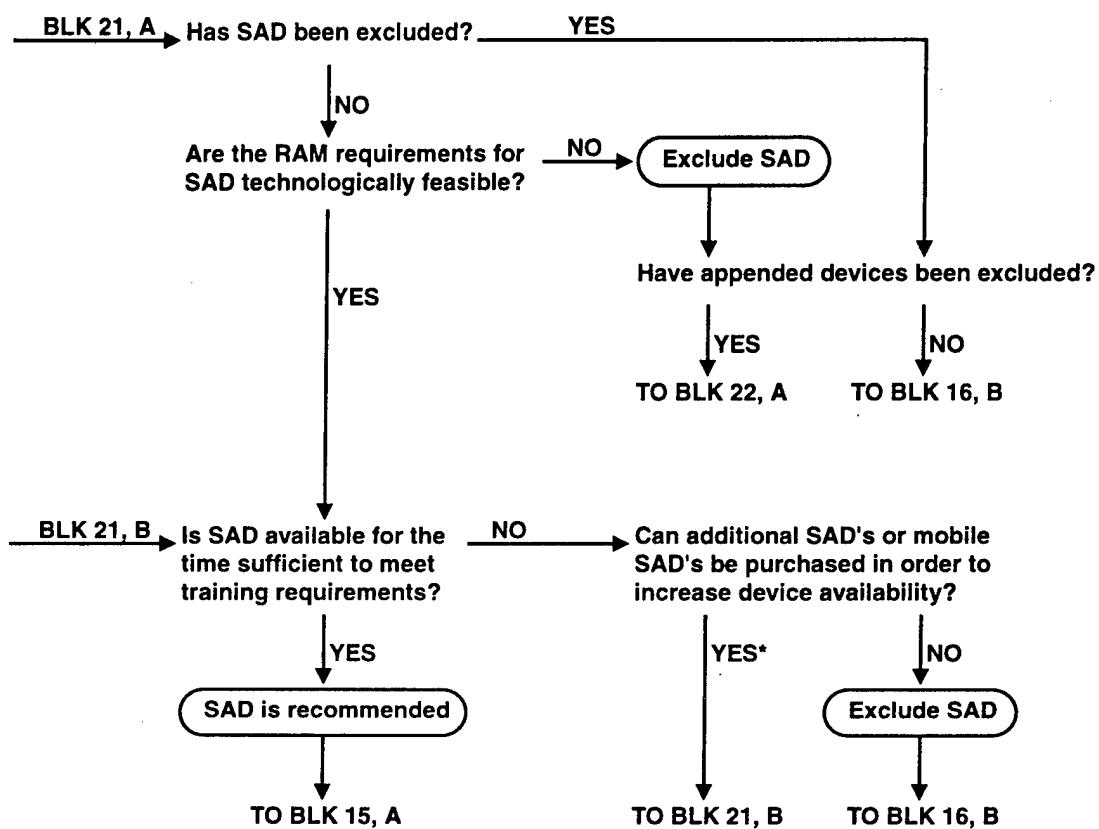 BLK 21, A
Has SAD been excluded?
YES
NO
Are the RAM requirements for
SAD technologically feasible?
NO
Exclude SAD
Have appended devices been excluded?
YES
YES
NO
TO BLK 22, A
TO BLK 16, B
BLK 21, B
Is SAD available for the
time sufficient to meet
training requirements?
NO
Can additional SAD's or mobile
SAD's be purchased in order to
increase device availability?
YES
YES*
NO
SAD is recommended
Exclude SAD
TO BLK 15, A
TO BLK 21, B
TO BLK 16, B